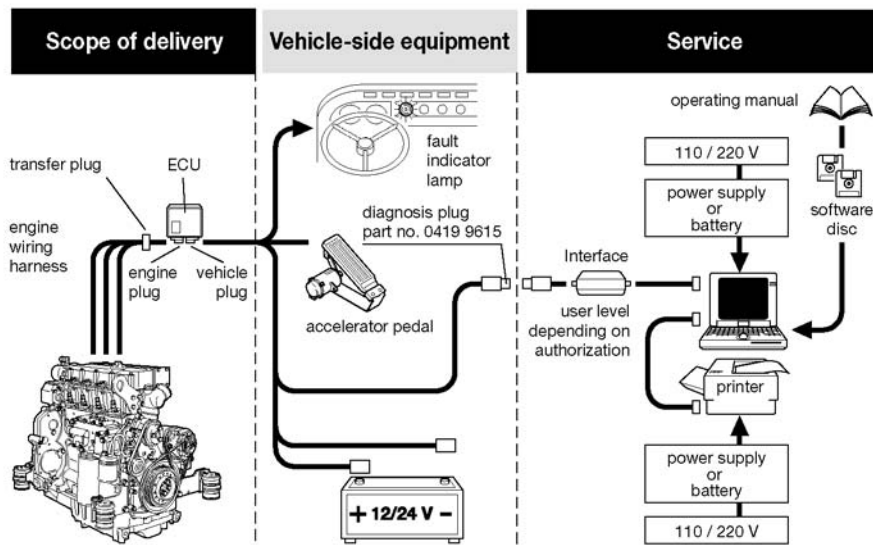 Scope of delivery
Vehicle-side equipment
Service
transfer plug
ECU
engine
wiring
harness
engine
plug
vehicle
plug
fault
indicator
lamp
diagnosis plug
part no. 0419 9615
accelerator pedal
+ 12/24 V −
operating manual
110 / 220 V
power supply
or
battery
software
disc
Interface
user level
depending on
authorization
printer
power supply
or
battery
110 / 220 V